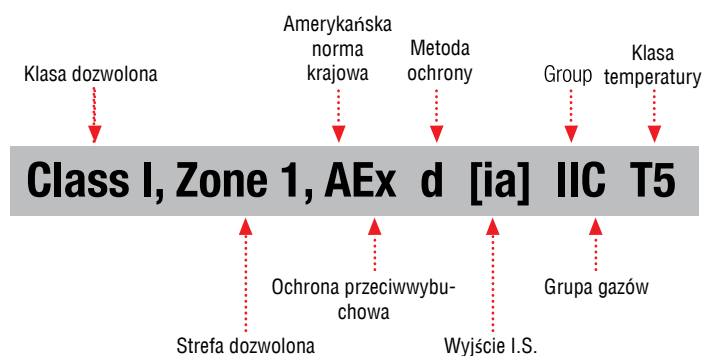 Amerykańska
norma
krajowa
Metoda
ochrony
Klasa
temperatury
Klasa dozwolona
Group
Class I, Zone 1, AEx d [ia] IIC T5
Ochrona przeciwwybu-
chowa
Grupa gazów
Strefa dozwolona
Wyjście I.S.